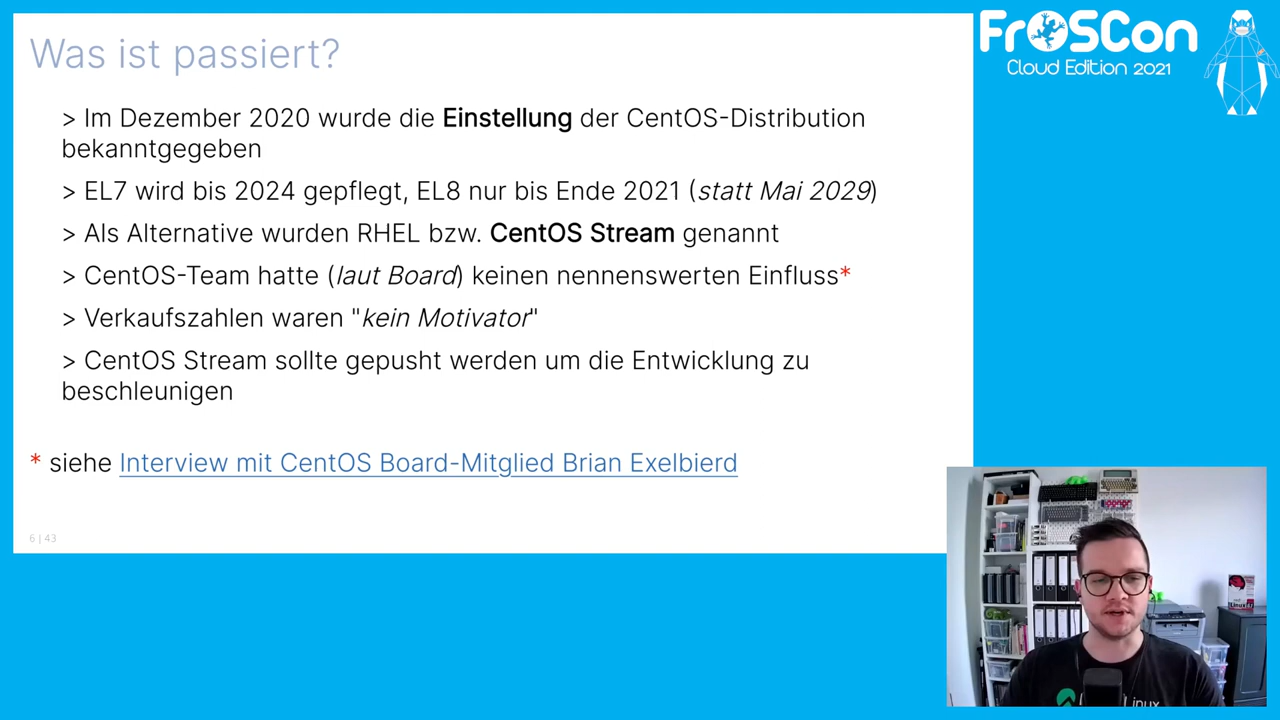 Was ist passiert?
FrOSCon
Cloud Edition 2021
> Im Dezember 2020 wurde die Einstellung der CentOS-Distribution
bekanntgegeben
> EL7 wird bis 2024 gepflegt, EL8 nur bis Ende 2021 (statt Mai 2029)
> Als Alternative wurden RHEL bzw. CentOS Stream genannt
> CentOS-Team hatte (laut Board) keinen nennenswerten Einfluss*
> Verkaufszahlen waren "kein Motivator"
> CentOS Stream sollte gepusht werden um die Entwicklung zu
beschleunigen
* siehe Interview mit CentOS Board-Mitglied Brian Exelbierd
6 | 43